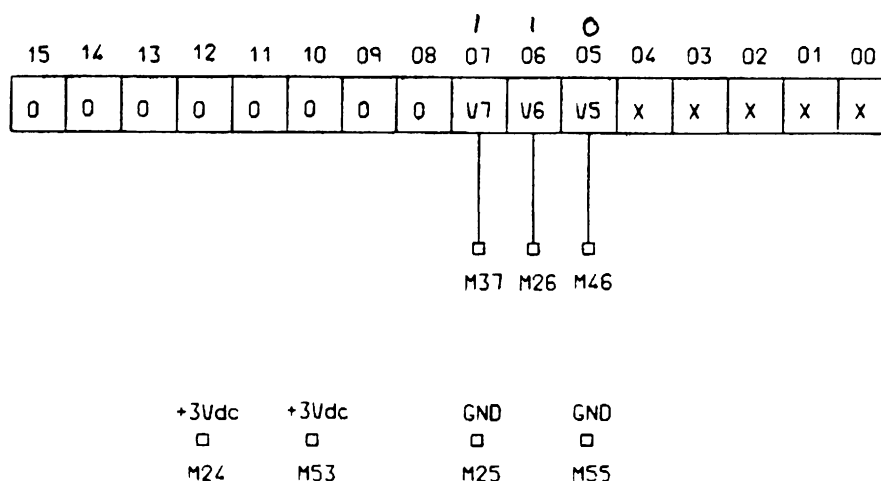 1 1 0
15 14 13 12 11 10 09 08 07 06 05 04 03 02 01 00
0 0 0 0 0 0 0 0 V7 V6 V5 X X X X X
M37 M26 M46
+3Vdc +3Vdc GND GND
M24 M53 M25 M55